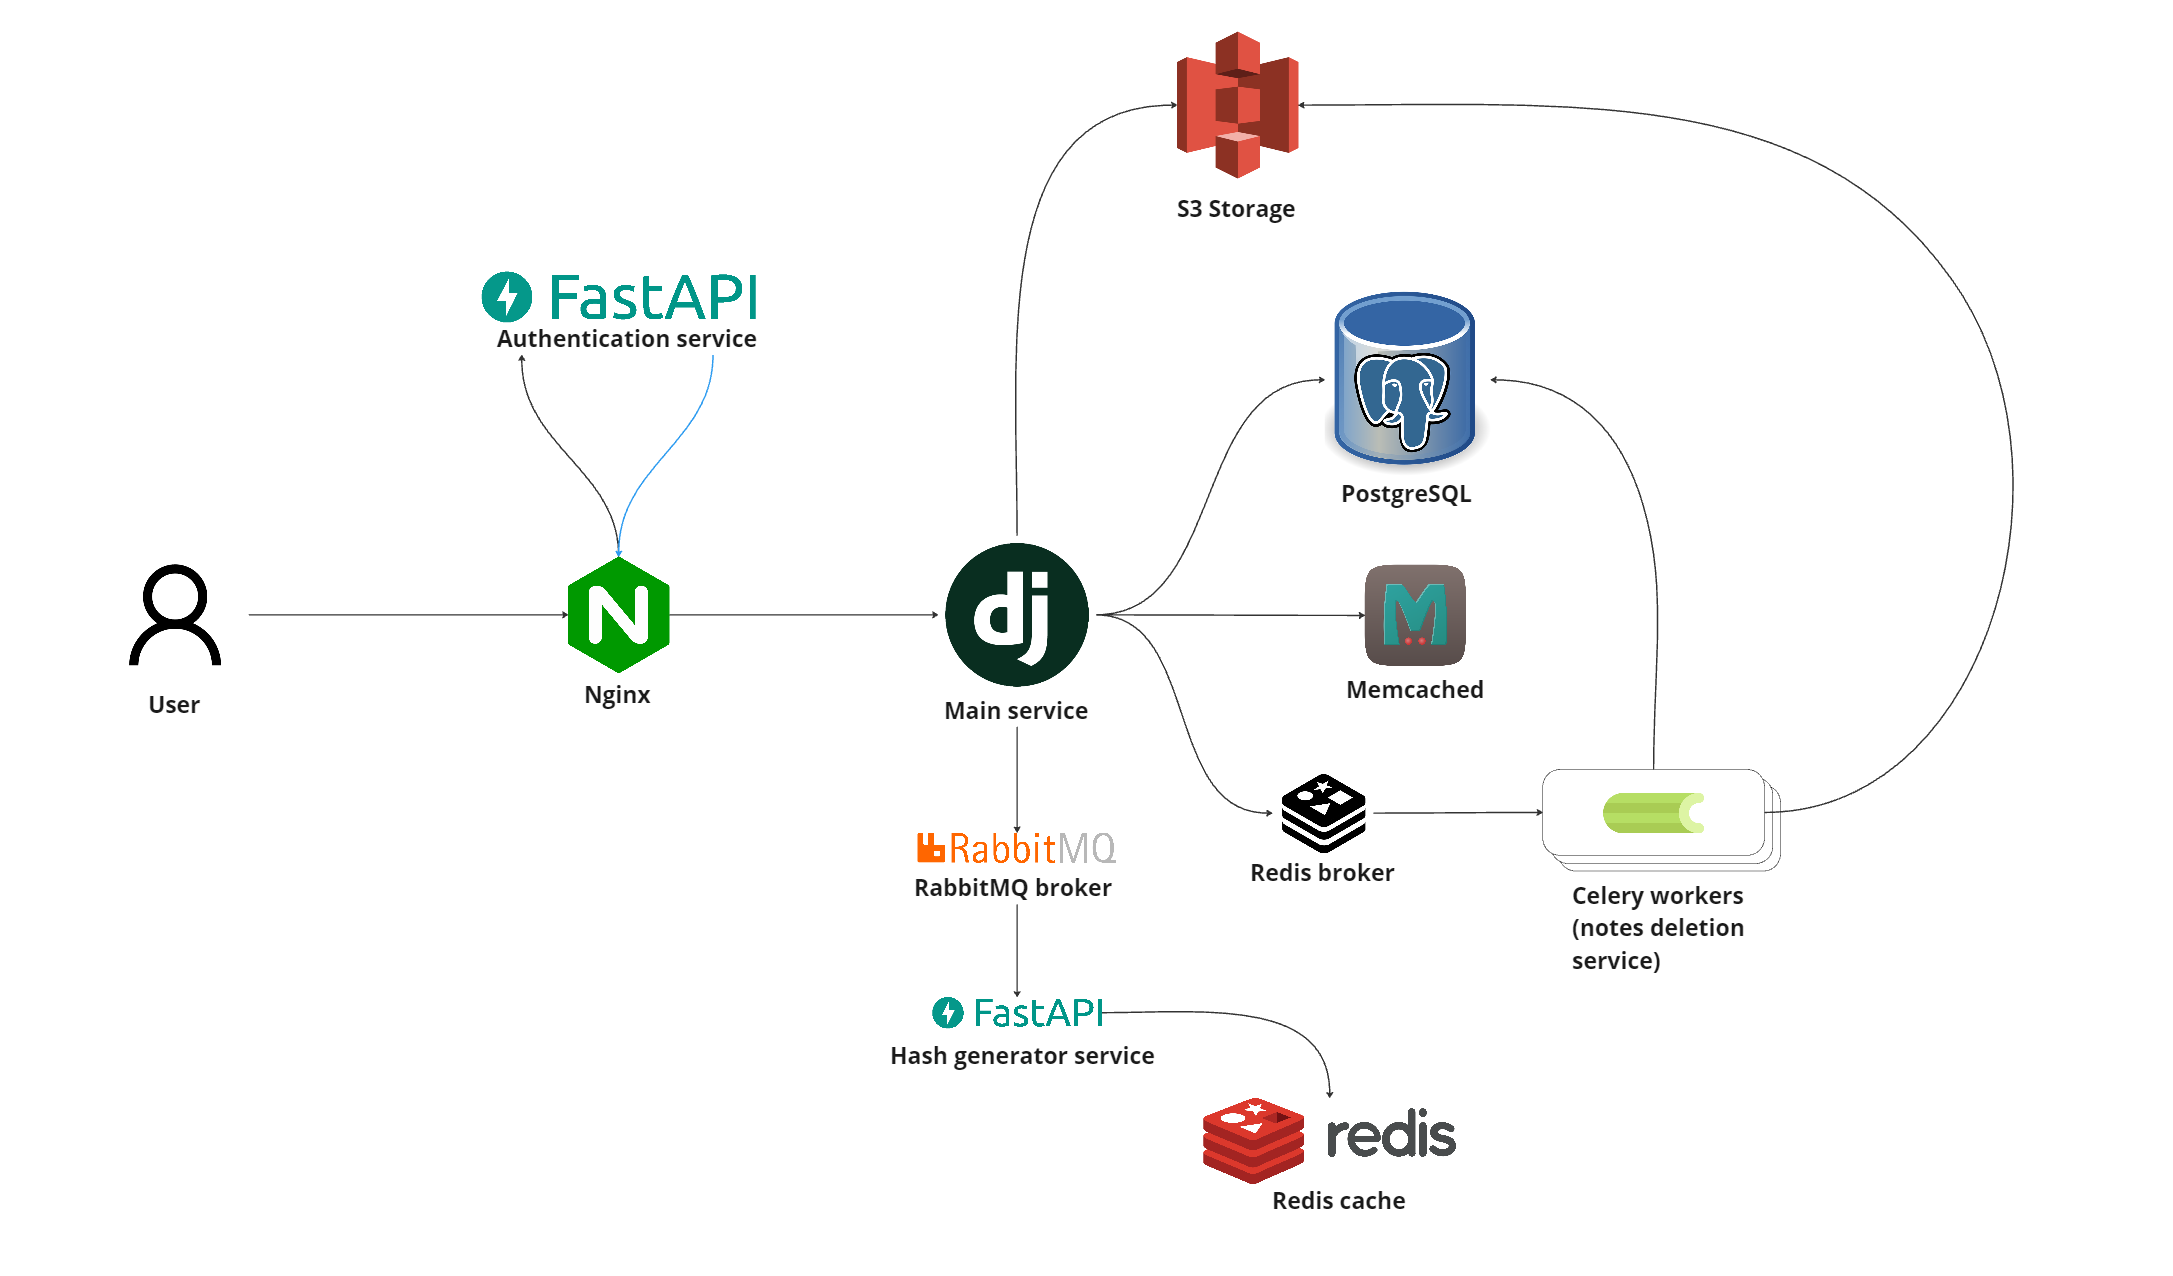 S3 Storage
FastAPI
Authentication service
PostgreSQL
User
N
Nginx
dj
Main service
M
Memcached
RabbitMQ
RabbitMQ broker
Redis broker
Celery workers
(notes deletion
service)
FastAPI
Hash generator service
redis
Redis cache